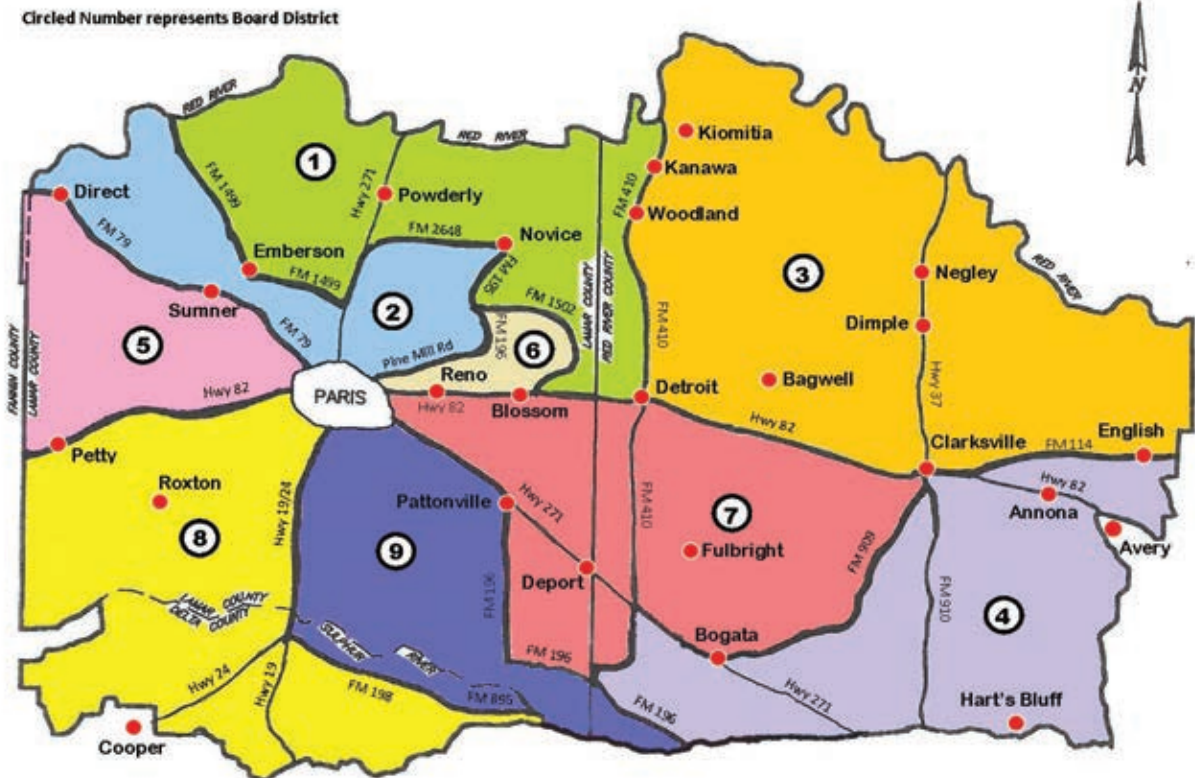 Circled Number represents Board District
N
RED RIVER
RED RIVER
Kiomitia
1
Kanawa
FM 1499
Hwy 271
FM 410
Direct
Powderly
Woodland
FM 79
FM 2648
Novice
Emberson
FM 195
LAMAR COUNTY
RED RIVER COUNTY
3
RED RIVER
Negley
FM 1499
Sumner
2
FM 1502
Dimple
FM 79
FM 196
FM 410
5
Pine Mill Rd
6
FANNIN COUNTY
LAMAR COUNTY
Hwy 82
PARIS
Reno
Detroit
Bagwell
Hwy 37
Hwy 82
Blossom
Hwy 82
Clarksville
FM 114
English
Petty
Roxton
Hwy 19/24
Pattonville
Hwy 271
FM 410
7
Hwy 82
Annona
8
9
Fulbright
FM 909
Avery
Deport
LAMAR COUNTY
DELTA COUNTY
FM 196
FM 910
4
SULPHUR
RIVER
Bogata
FM 196
Hwy 24
Hwy 19
FM 198
FM 895
FM 196
Hwy 271
Hart's Bluff
Cooper